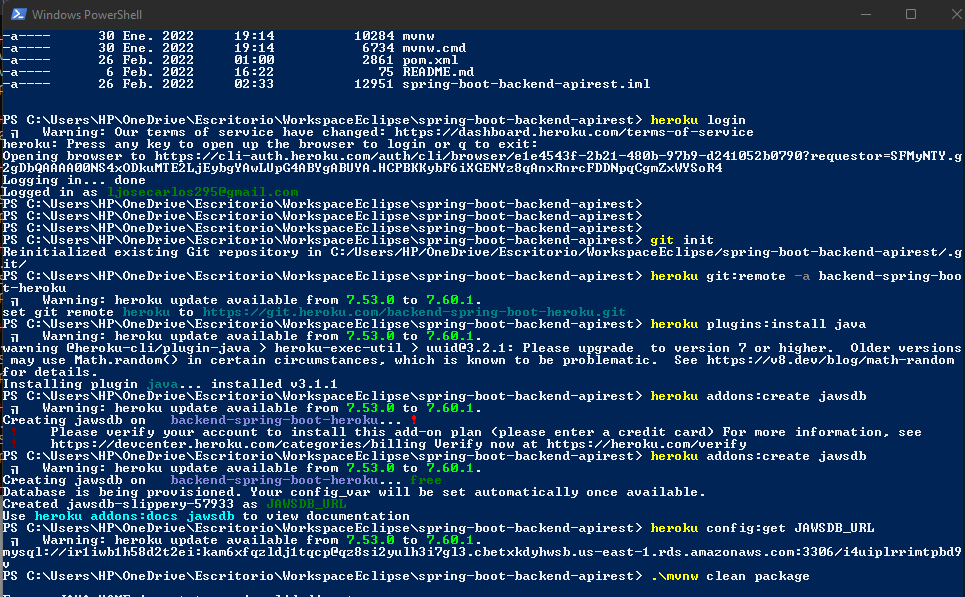 Windows PowerShell
-a---- 30 Ene. 2022 19:14 10284 mvnw
-a---- 30 Ene. 2022 19:14 6734 mvnw.cmd
-a---- 26 Feb. 2022 01:00 2861 pom.xml
-a---- 6 Feb. 2022 16:22 75 README.md
-a---- 26 Feb. 2022 02:33 12951 spring-boot-backend-apirest.iml
PS C:\Users\HP\OneDrive\Escritorio\WorkspaceEclipse\spring-boot-backend-apirest> heroku login
Warning: Our terms of service have changed: https://dashboard.heroku.com/terms-of-service
heroku: Press any key to open up the browser to login or q to exit:
Opening browser to https://cli-auth.heroku.com/auth/cli/browser/e1e4543f-2b21-480b-97b9-d241052b0790?requestor=SFMyNTY.g
2gDbQAAAA00NS4xODkuMTE2LjEybgYAwLUpG4ABYgABUYA.HCPBKKybF6iXGENYz8qAnxRnrcFDDNpqCgmZxWYSoR4
Logging in... done
Logged in as ljosecarlos295@gmail.com
PS C:\Users\HP\OneDrive\Escritorio\WorkspaceEclipse\spring-boot-backend-apirest>
PS C:\Users\HP\OneDrive\Escritorio\WorkspaceEclipse\spring-boot-backend-apirest>
PS C:\Users\HP\OneDrive\Escritorio\WorkspaceEclipse\spring-boot-backend-apirest>
PS C:\Users\HP\OneDrive\Escritorio\WorkspaceEclipse\spring-boot-backend-apirest> git init
Reinitialized existing Git repository in C:/Users/HP/OneDrive/Escritorio/WorkspaceEclipse/spring-boot-backend-apirest/.g
it/
PS C:\Users\HP\OneDrive\Escritorio\WorkspaceEclipse\spring-boot-backend-apirest> heroku git:remote -a backend-spring-boo
t-heroku
Warning: heroku update available from 7.53.0 to 7.60.1.
set git remote heroku to https://git.heroku.com/backend-spring-boot-heroku.git
PS C:\Users\HP\OneDrive\Escritorio\WorkspaceEclipse\spring-boot-backend-apirest> heroku plugins:install java
Warning: heroku update available from 7.53.0 to 7.60.1.
warning @heroku-cli/plugin-java > heroku-exec-util > uuid@3.2.1: Please upgrade  to version 7 or higher.  Older versions
may use Math.random() in certain circumstances, which is known to be problematic.  See https://v8.dev/blog/math-random
for details.
Installing plugin java... installed v3.1.1
PS C:\Users\HP\OneDrive\Escritorio\WorkspaceEclipse\spring-boot-backend-apirest> heroku addons:create jawsdb
Warning: heroku update available from 7.53.0 to 7.60.1.
Creating jawsdb on backend-spring-boot-heroku... !
! Please verify your account to install this add-on plan (please enter a credit card) For more information, see
! https://devcenter.heroku.com/categories/billing Verify now at https://heroku.com/verify
PS C:\Users\HP\OneDrive\Escritorio\WorkspaceEclipse\spring-boot-backend-apirest> heroku addons:create jawsdb
Warning: heroku update available from 7.53.0 to 7.60.1.
Creating jawsdb on backend-spring-boot-heroku... free
Database is being provisioned. Your config_var will be set automatically once available.
Created jawsdb-slippery-57933 as JAWSDB_URL
Use heroku addons:docs jawsdb to view documentation
PS C:\Users\HP\OneDrive\Escritorio\WorkspaceEclipse\spring-boot-backend-apirest> heroku config:get JAWSDB_URL
Warning: heroku update available from 7.53.0 to 7.60.1.
mysql://ir1iwb1h58d2t2ei:kam6xfqzldj1tqcp@qz8si2yulh3i7gl3.cbetxkdyhwsb.us-east-1.rds.amazonaws.com:3306/i4uiplrrimtpbd9
v
PS C:\Users\HP\OneDrive\Escritorio\WorkspaceEclipse\spring-boot-backend-apirest> .\mvnw clean package